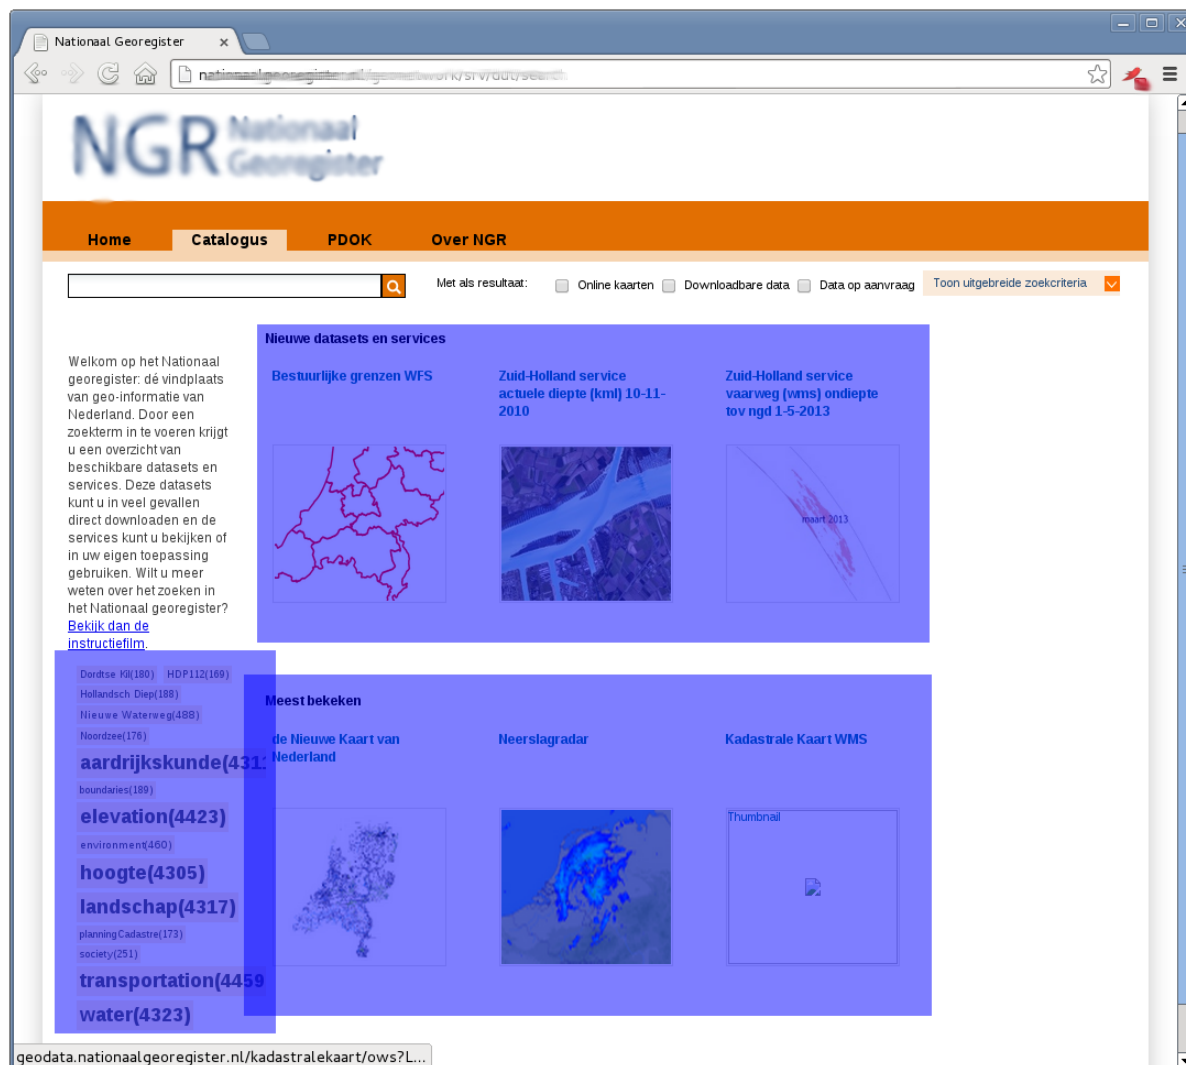 Nationaal Georegister
NGR Nationaal
Georegister
Home Catalogus PDOK Over NGR
Met als resultaat: Online kaarten Downloadbare data Data op aanvraag Toon uitgebreide zoekcriteria
Welkom op het Nationaal
georegister: dé vindplaats
van geo-informatie van
Nederland. Door een
zoekterm in te voeren krijgt
u een overzicht van
beschikbare datasets en
services. Deze datasets
kunt u in veel gevallen
direct downloaden en de
services kunt u bekijken of
in uw eigen toepassing
gebruiken. Wilt u meer
weten over het zoeken in
het Nationaal georegister?
Bekijk dan de
instructiefilm.
Nieuwe datasets en services
Bestuurlijke grenzen WFS
Zuid-Holland service
actuele diepte (kml) 10-11-
2010
Zuid-Holland service
vaarweg (wms) ondiepte
tov ngd 1-5-2013
maart 2013
Dordtse Kil(180) HDP112(169)
Hollandsch Diep(188)
Nieuwe Waterweg(488)
Noordzee(176)
aardrijkskunde(431
boundaries(189)
elevation(4423)
environment(460)
hoogte(4305)
landschap(4317)
planningCadastre(173)
society(251)
transportation(4459
water(4323)
Meest bekeken
de Nieuwe Kaart van
Nederland
Neerslagradar
Kadastrale Kaart WMS
Thumbnail
geodata.nationaalgeoregister.nl/kadastralekaart/ows?L...